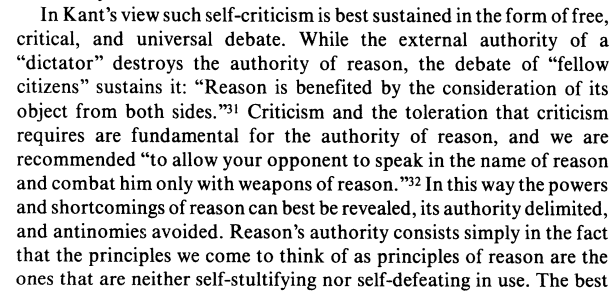 In Kant's view such self-criticism is best sustained in the form of free,
critical, and universal debate. While the external authority of a
"dictator" destroys the authority of reason, the debate of "fellow
citizens" sustains it: "Reason is benefited by the consideration of its
object from both sides."31 Criticism and the toleration that criticism
requires are fundamental for the authority of reason, and we are
recommended "to allow your opponent to speak in the name of reason
and combat him only with weapons of reason."32 In this way the powers
and shortcomings of reason can best be revealed, its authority delimited,
and antinomies avoided. Reason's authority consists simply in the fact
that the principles we come to think of as principles of reason are the
ones that are neither self-stultifying nor self-defeating in use. The best